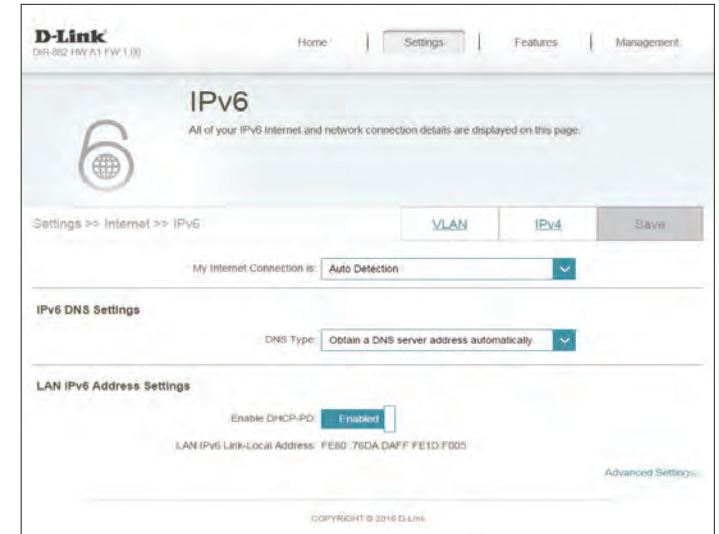 D-Link
DIR-882 HW:A1 FW:1.00
Home
Settings
Features
Management
IPv6
All of your IPv6 Internet and network connection details are displayed on this page.
Settings >> Internet >> IPv6
VLAN
IPv4
Save
My Internet Connection is: Auto Detection
IPv6 DNS Settings
DNS Type: Obtain a DNS server address automatically
LAN IPv6 Address Settings
Enable DHCP-PD: Enabled
LAN IPv6 Link-Local Address: FE80::76DA:DAFF:FE1D:F005
Advanced Settings...
COPYRIGHT © 2016 D-Link